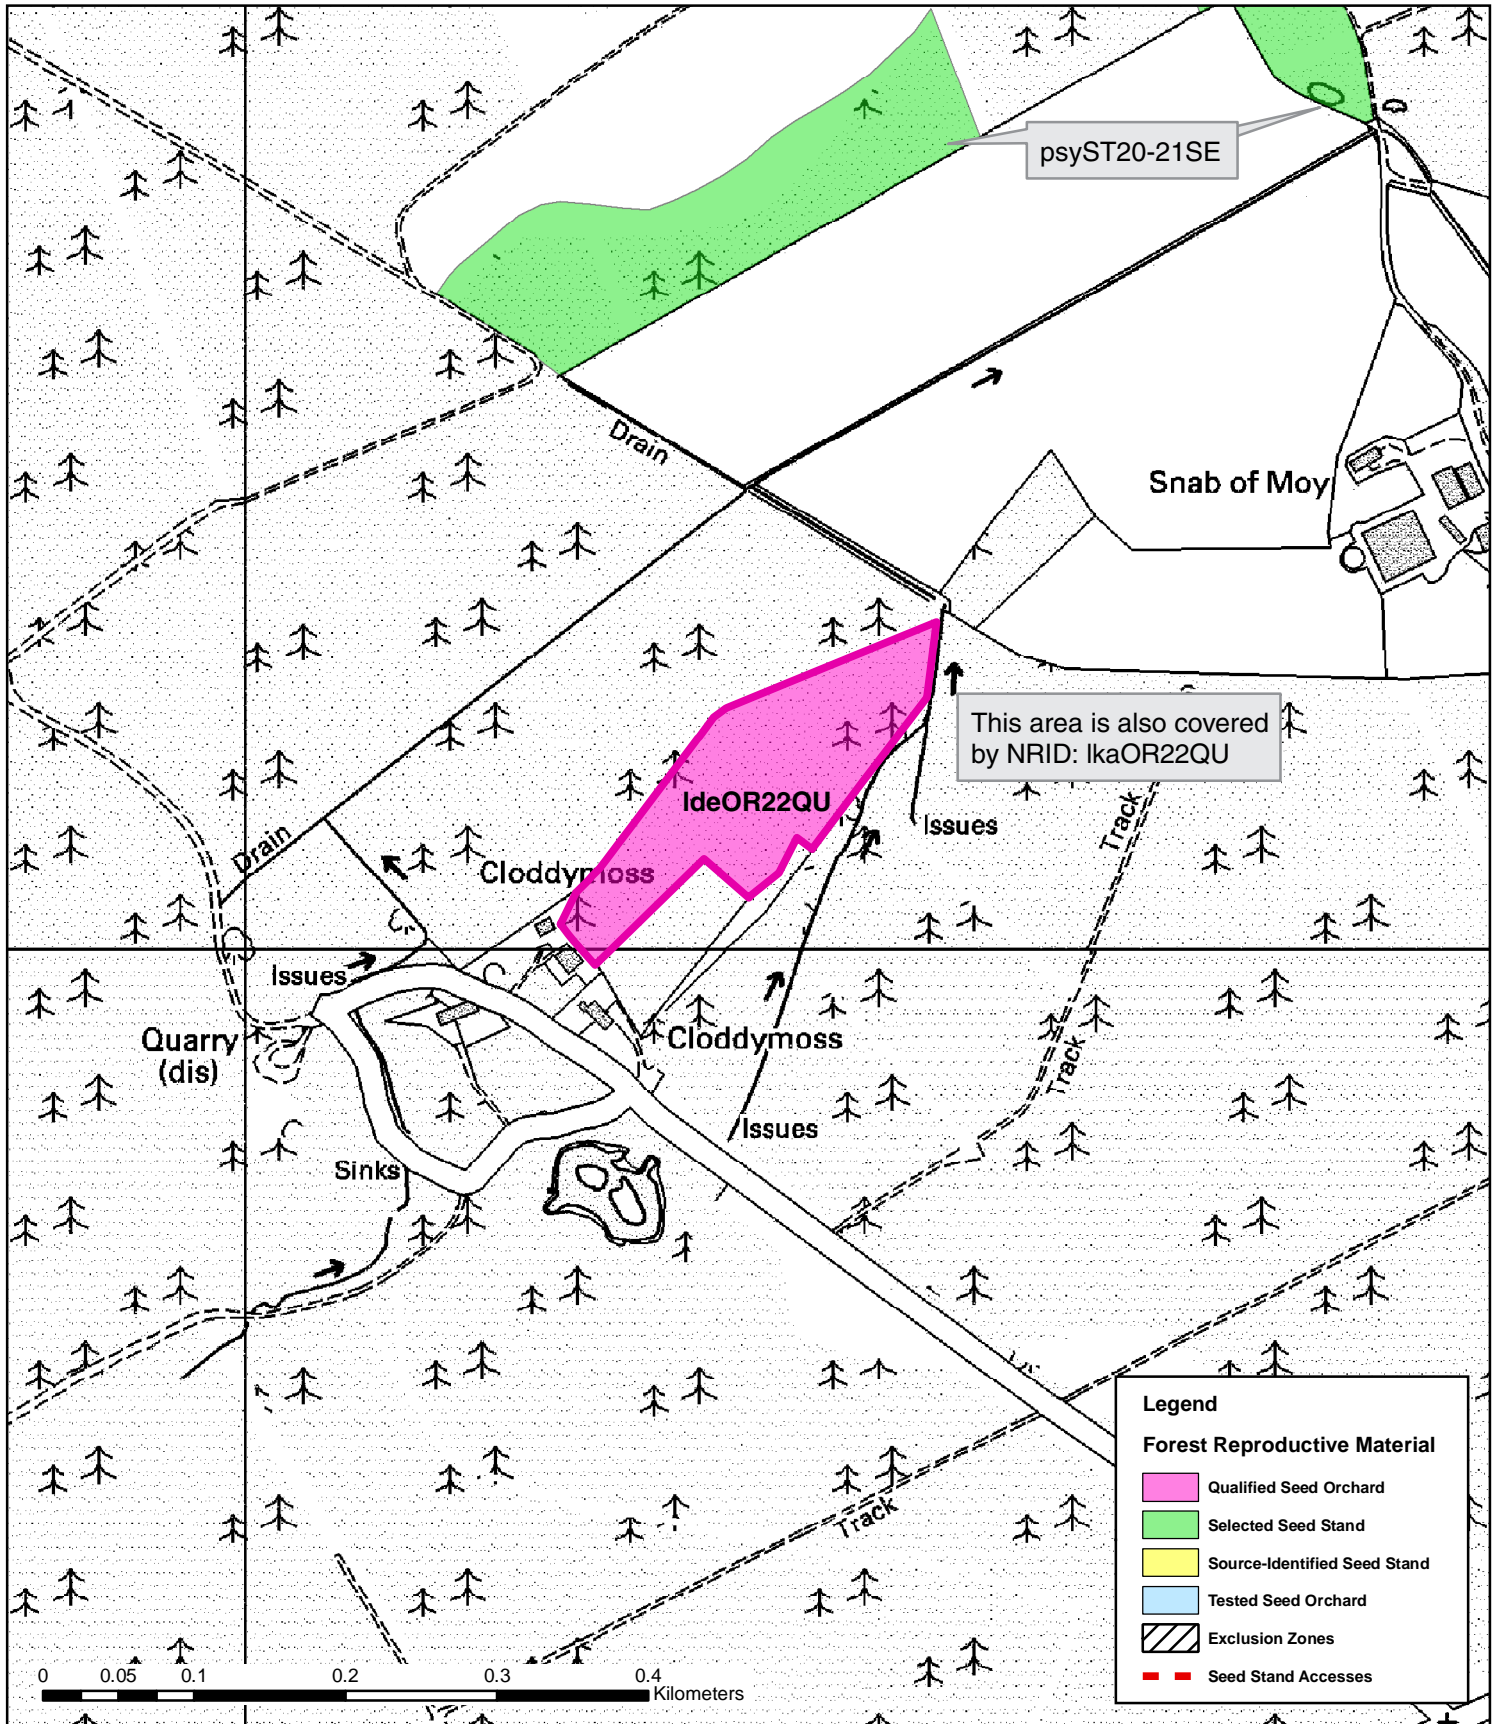 psyST20-21SE
Drain
Snab of Moy
This area is also covered
by NRID: lkaOR22QU
ldeOR22QU
Issues
Track
Drain
Cloddymoss
Issues
Quarry
(dis)
Cloddymoss
Track
Issues
Sinks
Track
Legend
Forest Reproductive Material
Qualified Seed Orchard
Selected Seed Stand
Source-Identified Seed Stand
Tested Seed Orchard
Exclusion Zones
Seed Stand Accesses
0 0.05 0.1 0.2 0.3 0.4
Kilometers